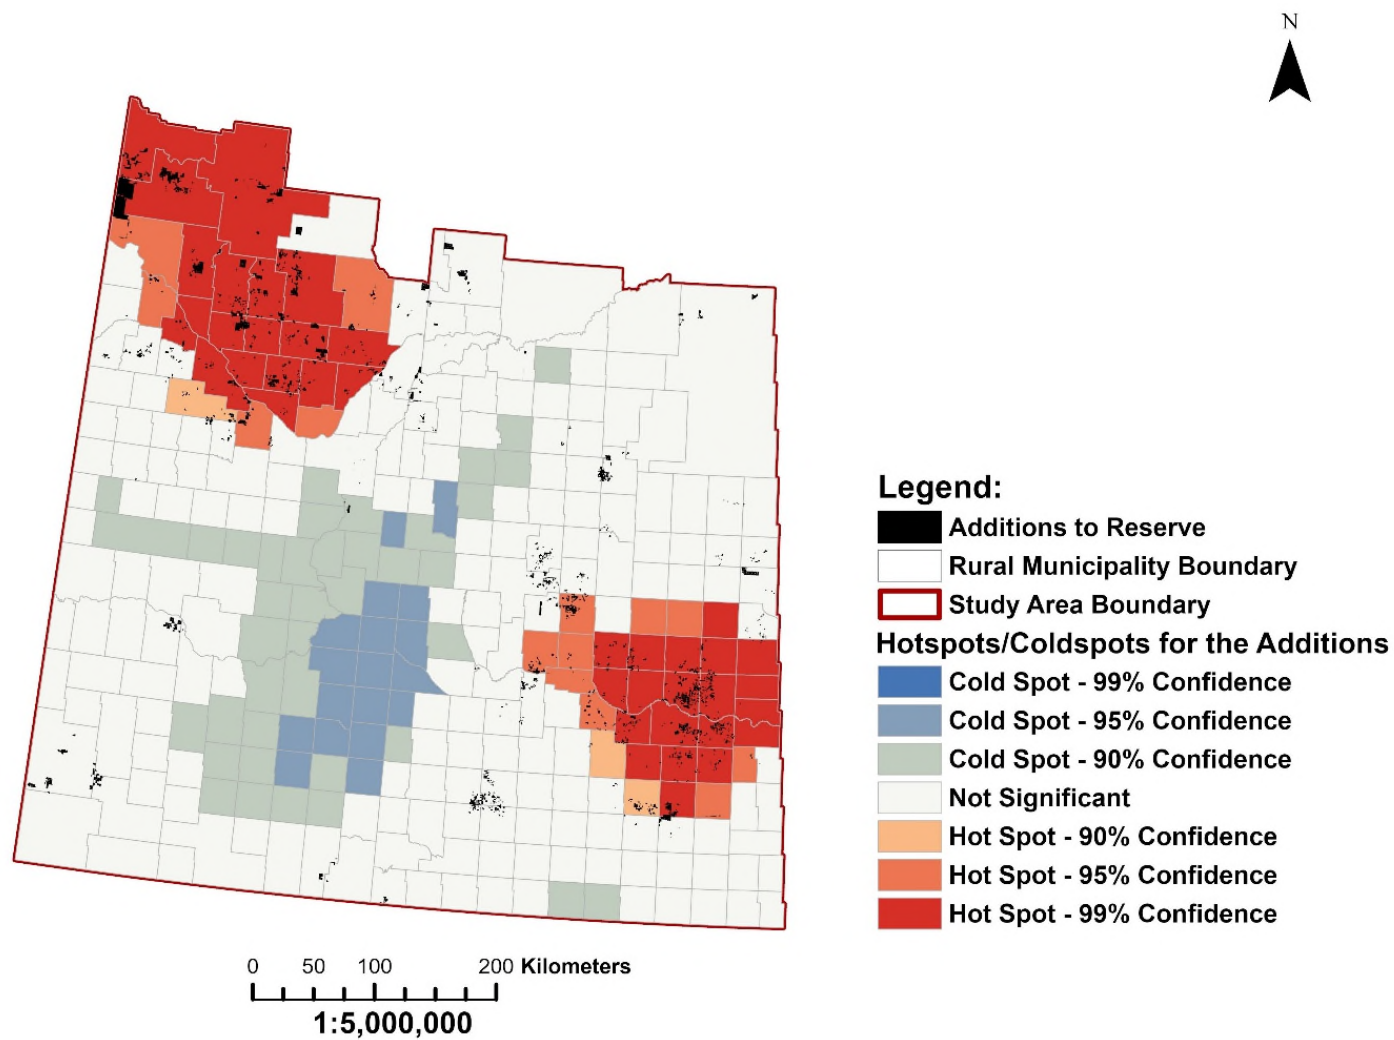 N
Legend:
Additions to Reserve
Rural Municipality Boundary
Study Area Boundary
Hotspots/Coldspots for the Additions
Cold Spot - 99% Confidence
Cold Spot - 95% Confidence
Cold Spot - 90% Confidence
Not Significant
Hot Spot - 90% Confidence
Hot Spot - 95% Confidence
Hot Spot - 99% Confidence
0 50 100 200 Kilometers
1:5,000,000